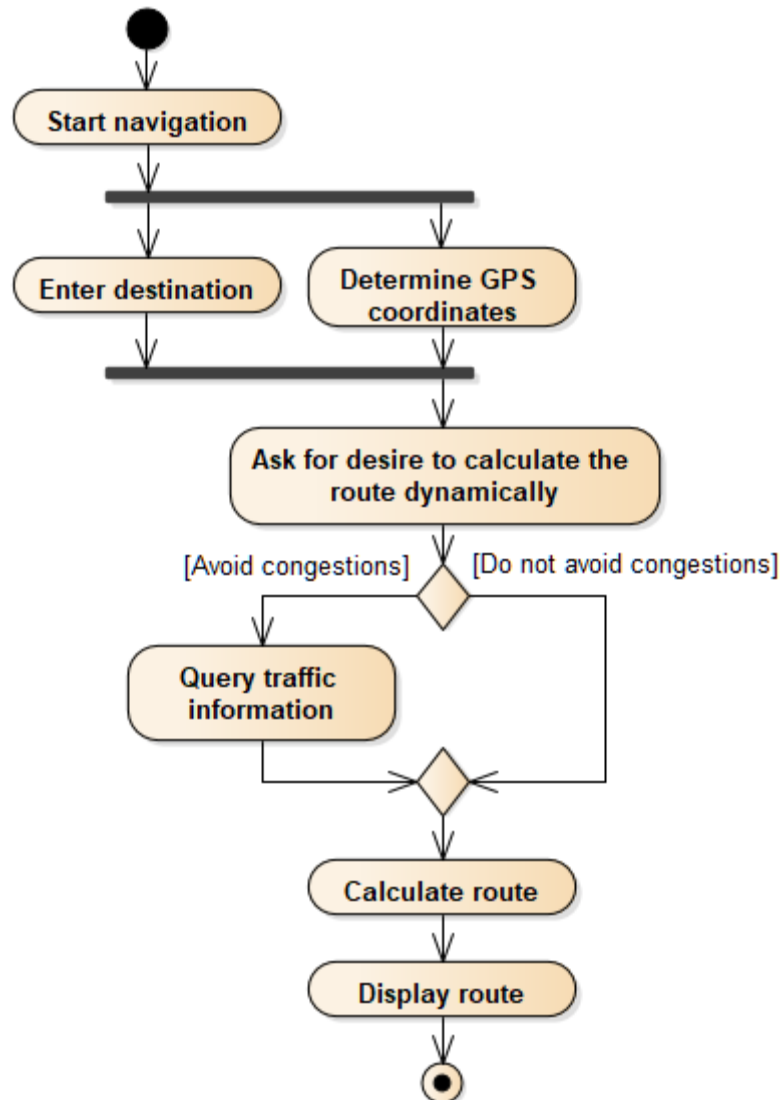 Start navigation
Enter destination
Determine GPS
coordinates
Ask for desire to calculate the
route dynamically
[Avoid congestions]
[Do not avoid congestions]
Query traffic
information
Calculate route
Display route